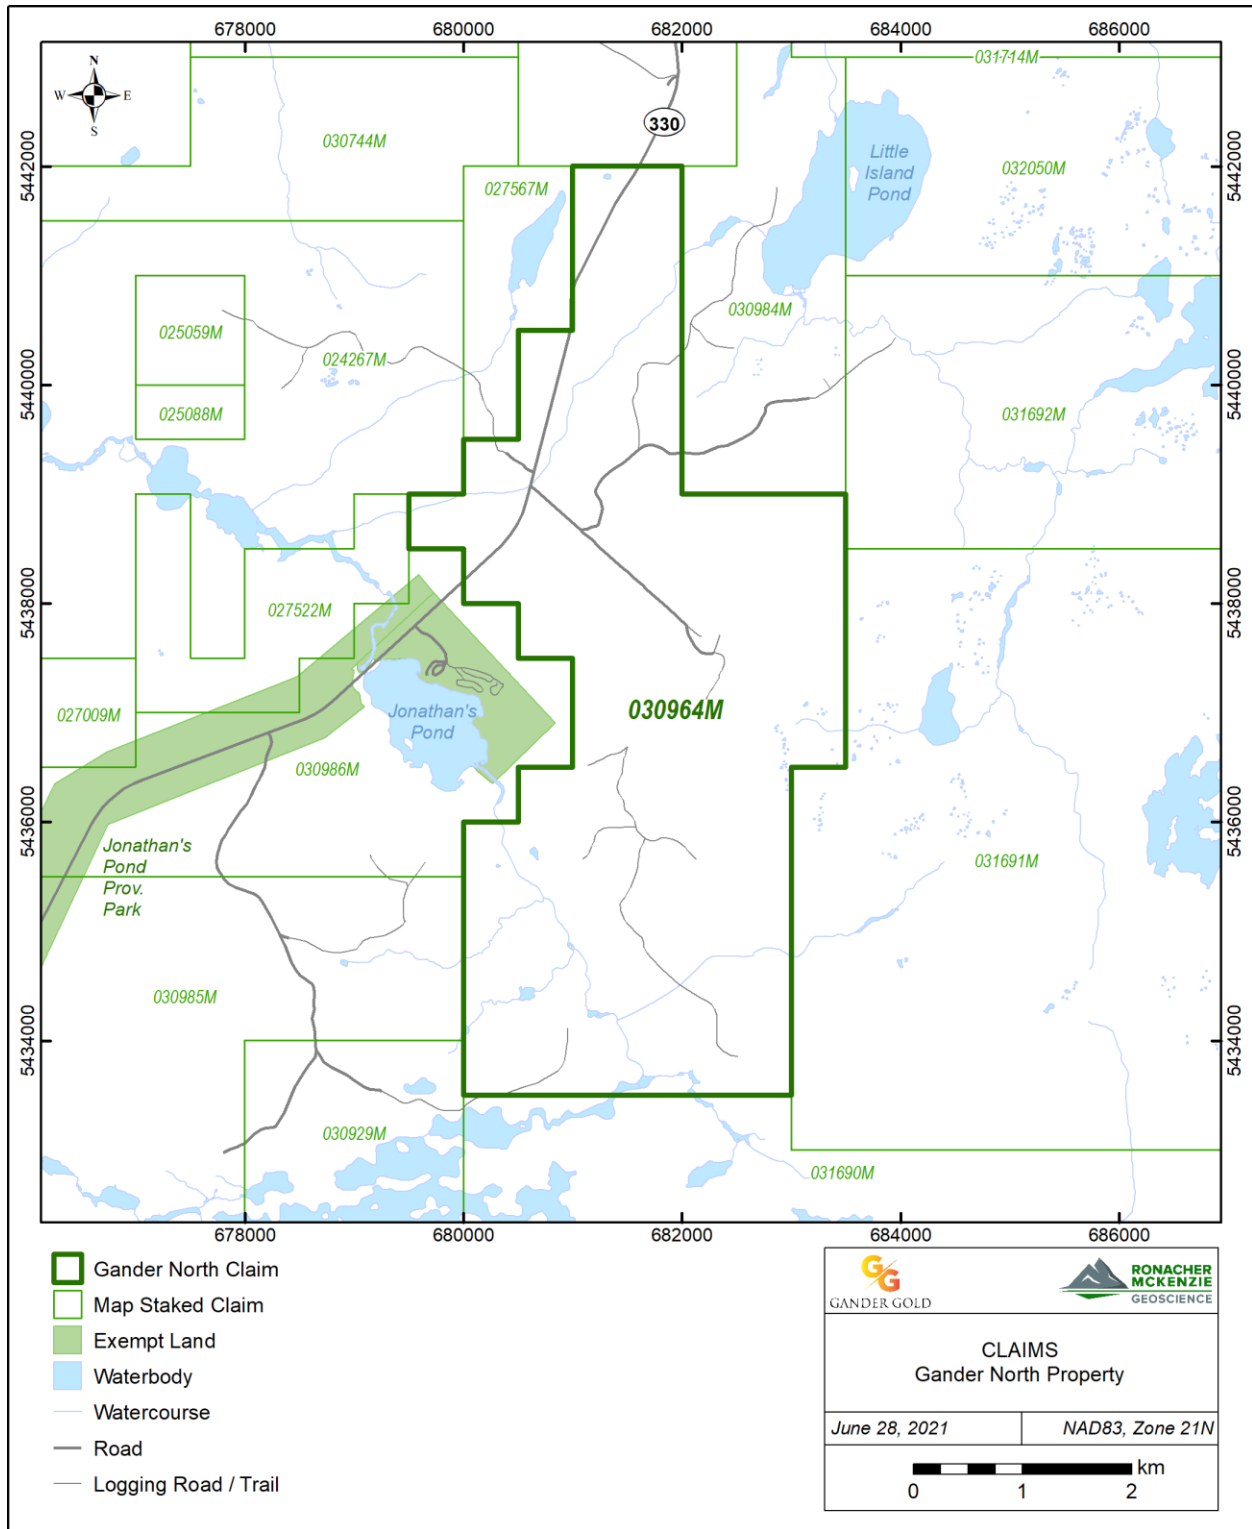 678000
680000
682000
684000
686000
N
W
E
S
330
031714M
030744M
5442000
5442000
Little
Island
Pond
032050M
027567M
030984M
025059M
024267M
5440000
5440000
025088M
031692M
5438000
5438000
027522M
027009M
Jonathan's
Pond
030964M
030986M
5436000
5436000
Jonathan's
Pond
Prov.
Park
031691M
030985M
5434000
5434000
030929M
031690M
678000
680000
682000
684000
686000
Gander North Claim
Map Staked Claim
Exempt Land
Waterbody
Watercourse
Road
Logging Road / Trail
G
G
GANDER GOLD
RONACHER
MCKENZIE
GEOSCIENCE
CLAIMS
Gander North Property
June 28, 2021
NAD83, Zone 21N
km
0
1
2